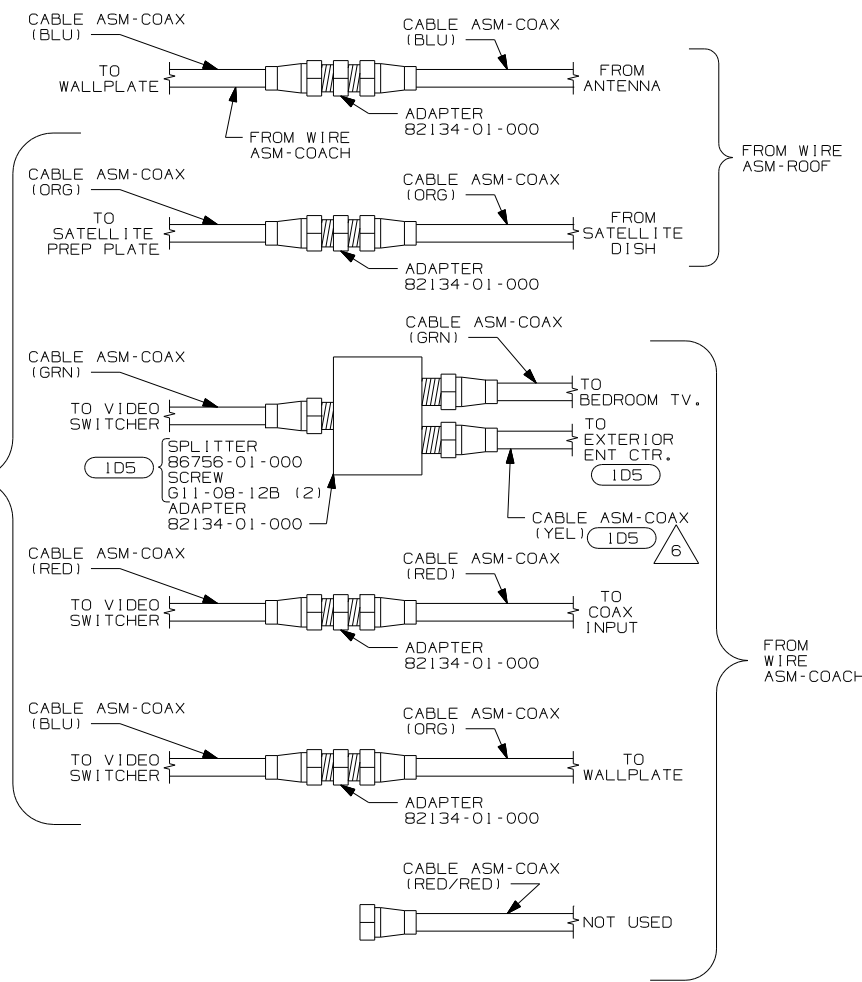 CABLE ASM-COAX
(BLU)
CABLE ASM-COAX
(BLU)
TO
WALLPLATE
FROM
ANTENNA
ADAPTER
82134-01-000
FROM WIRE
ASM-COACH
FROM WIRE
ASM-ROOF
CABLE ASM-COAX
(ORG)
CABLE ASM-COAX
(ORG)
TO
SATELLITE
PREP PLATE
FROM
SATELLITE
DISH
ADAPTER
82134-01-000
CABLE ASM-COAX
(GRN)
CABLE ASM-COAX
(GRN)
TO
BEDROOM TV.
TO VIDEO
SWITCHER
TO
EXTERIOR
ENT CTR.
1D5
1D5
SPLITTER
86756-01-000
SCREW
G11-08-12B (2)
ADAPTER
82134-01-000
CABLE ASM-COAX
(YEL)
1D5
6
CABLE ASM-COAX
(RED)
CABLE ASM-COAX
(RED)
TO VIDEO
SWITCHER
TO
COAX
INPUT
ADAPTER
82134-01-000
FROM
WIRE
ASM-COACH
CABLE ASM-COAX
(BLU)
CABLE ASM-COAX
(ORG)
TO VIDEO
SWITCHER
TO
WALLPLATE
ADAPTER
82134-01-000
CABLE ASM-COAX
(RED/RED)
NOT USED